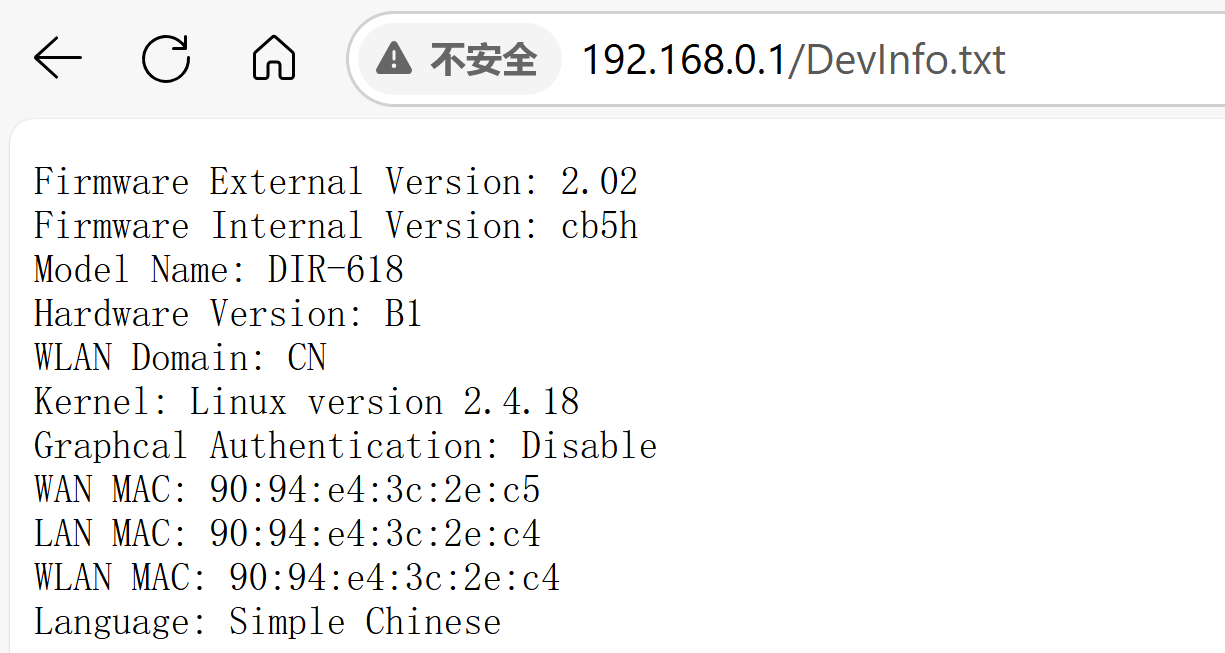 不安全 192.168.0.1/DevInfo.txt
Firmware External Version: 2.02
Firmware Internal Version: cb5h
Model Name: DIR-618
Hardware Version: B1
WLAN Domain: CN
Kernel: Linux version 2.4.18
Graphcal Authentication: Disable
WAN MAC: 90:94:e4:3c:2e:c5
LAN MAC: 90:94:e4:3c:2e:c4
WLAN MAC: 90:94:e4:3c:2e:c4
Language: Simple Chinese